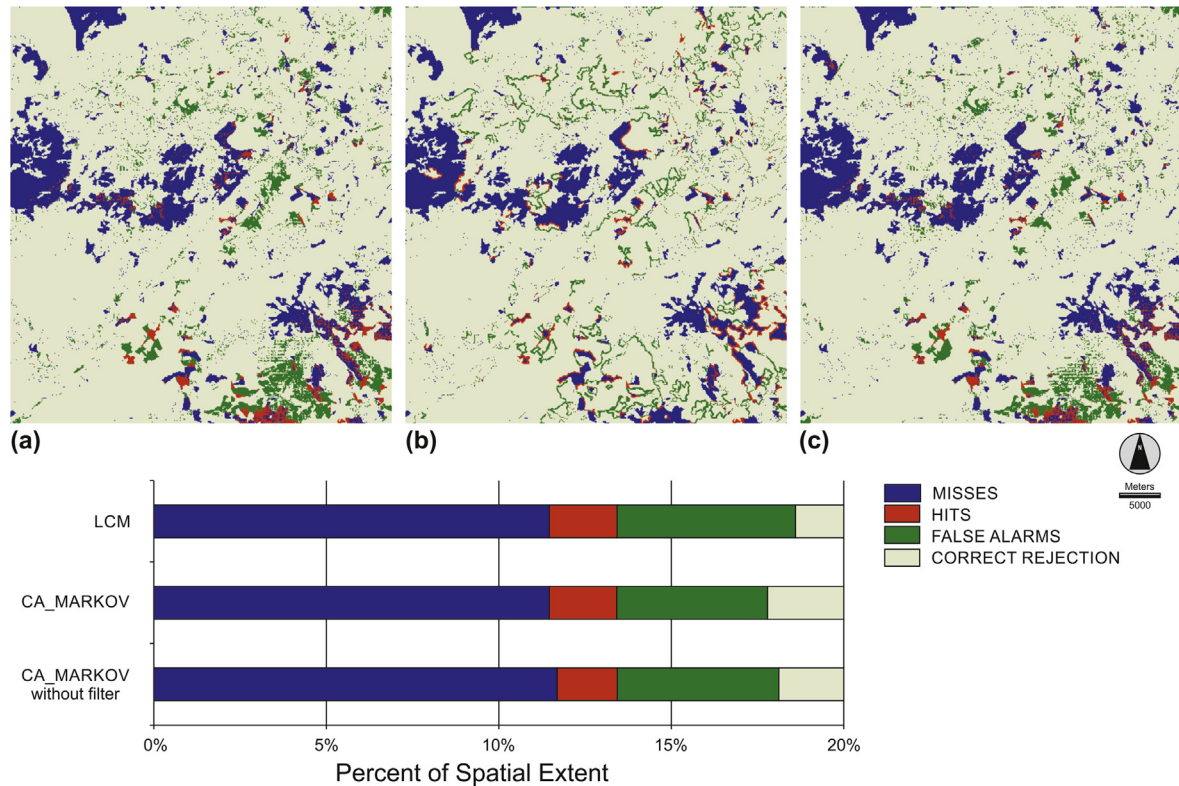 (a)
(b)
(c)
N
Meters
5000
LCM
CA_MARKOV
CA_MARKOV
without filter
0%
5%
10%
15%
20%
Percent of Spatial Extent
MISSES
HITS
FALSE ALARMS
CORRECT REJECTION